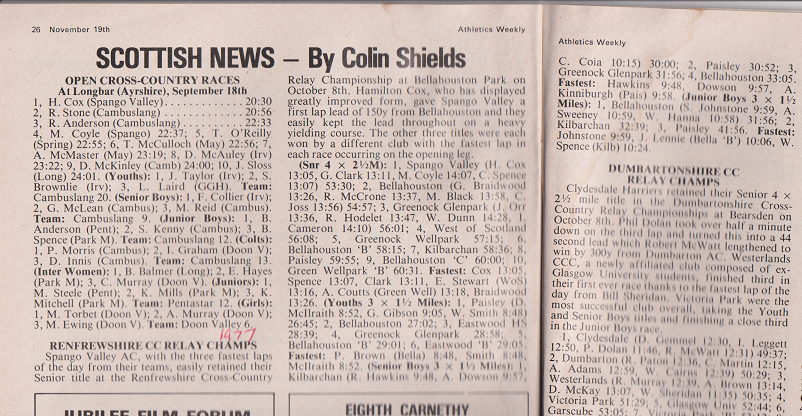 26 November 19th
Athletics Weekly
SCOTTISH NEWS – By Colin Shields
OPEN CROSS-COUNTRY RACES
At Longbar (Ayrshire), September 18th
1, H. Cox (Spango Valley) . . . . . . . . . . . . . 20:30
2, R. Stone (Cambuslang) . . . . . . . . . . . . . 20:56
3, R. Anderson (Cambuslang) . . . . . . . . . . 22:33
4, M. Coyle (Spango) 22:37; 5, T. O'Reilly
(Spring) 22:55; 6, T. McCulloch (May) 22:56; 7,
A. McMaster (May) 23:19; 8, D. McAuley (Irv)
23:22; 9, D. McKinley (Camb) 24:00; 10, J. Sloss
(Long) 24:01. (Youths): 1, J. Taylor (Irv); 2, S.
Brownlie (Irv); 3, L. Laird (GGH). Team:
Cambuslang 20. (Senior Boys): 1, F. Collier (Irv);
2, G. McLean (Cambus); 3, M. Reid (Cambus).
Team: Cambuslang 9. (Junior Boys): 1, B.
Anderson (Pent); 2, S. Kenny (Cambus); 3, B.
Spence (Park M). Team: Cambuslang 12. (Colts):
1, P. Morris (Cambus); 2, I. Graham (Doon V);
3, D. Innis (Cambus). Team: Cambuslang 13.
(Inter Women): 1, B. Balmer (Long); 2, E. Hayes
(Park M); 3, C. Murray (Doon V). (Juniors): 1,
M. Steele (Pent); 2, K. Mills (Park M); 3, K.
Mitchell (Park M). Team: Pentastar 12. (Girls):
1, M. Torbet (Doon V); 2, A. Murray (Doon V);
3, M. Ewing (Doon V). Team: Doon Valley 6.
1977
RENFREWSHIRE CC RELAY CHAMPS
Spango Valley AC, with the three fastest laps
of the day from their teams, easily retained their
Senior title at the Renfrewshire Cross-Country
JUBILEE FILM FORUM
Relay Championship at Bellahouston Park on
October 8th. Hamilton Cox, who has displayed
greatly improved form, gave Spango Valley a
first lap lead of 150y from Bellahouston and they
easily kept the lead throughout on a heavy
yielding course. The other three titles were each
won by a different club with the fastest lap in
each race occurring on the opening leg.
(Snr 4 × 2½M): 1, Spango Valley (H. Cox
13:05, G. Clark 13:11, M. Coyle 14:07, C. Spence
13:07) 53:30; 2, Bellahouston (G. Braidwood
13:26, R. McCrone 13:37, M. Black 13:58, C.
Joss 13:56) 54:57; 3, Greenock Glenpark (J. Orr
13:36, R. Hodelet 13:47, W. Dunn 14:28, I.
Cameron 14:10) 56:01; 4, West of Scotland
56:08; 5, Greenock Wellpark 57:15; 6,
Bellahouston 'B' 58:15; 7, Kilbarchan 58:36; 8,
Paisley 59:55; 9, Bellahouston 'C' 60:00;
Green Wellpark 'B' 60:31. Fastest: Cox 13:05,
Spence 13:07, Clark 13:11, E. Stewart (WoS)
13:16, A. Coutts (Green Well) 13:18, Braidwood
13:26. (Youths 3 × 1½ Miles): 1, Paisley (D.
McIlraith 8:52, G. Gibson 9:05, W. Smith 8:48)
26:45; 2, Bellahouston 27:02; 3, Eastwood HS
28:39; 4, Greenock Glenpark 28:58; 5,
Bellahouston 'B' 29:01; 6, Eastwood 'B' 29:05.
Fastest: P. Brown (Bella) 8:48, Smith 8:48,
McIlraith 8:52. (Senior Boys 3 × 1½ Miles): 1,
Kilbarchan (R. Hawkins 9:48, A. Dowson 9:57,
EIGHTH CARNETHY
Athletics Weekly
C. Coia 10:15) 30:00; 2, Paisley 30:52; 3,
Greenock Glenpark 31:56; 4, Bellahouston 33:05.
Fastest: Hawkins 9:48, Dowson 9:57, A.
Kinniburgh (Pais) 9:58. (Junior Boys 3 × 1½
Miles): 1, Bellahouston (S. Johnstone 9:59, A.
Sweeney 10:59, W. Hanna 10:58) 31:56; 2,
Kilbarchan 32:39; 3, Paisley 41:56. Fastest:
Johnstone 9:59, J. Lennie (Bella 'B') 10:06, W.
Spence (Kilb) 10:24.
DUMBARTONSHIRE CC
RELAY CHAMPS
Clydesdale Harriers retained their Senior 4 ×
2½ mile title in the Dumbartonshire Cross-
Country Relay Championships at Bearsden on
October 8th. Phil Dolan took over half a minute
down on the third lap and turned this into a 44
second lead which Robert McWatt lengthened to
win by 300y from Dumbarton AC. Westerlands
CCC, a newly affiliated club composed of ex-
Glasgow University students, finished third in
their first ever race thanks to the fastest lap of the
day from Bill Sheridan. Victoria Park were the
most successful club overall, taking the Youth
and Senior Boys titles and finishing a close third
in the Junior Boys race.
1, Clydesdale (D. 12:30, I. Leggett
12:50, P. Dolan 11:46, R. McWatt 12:31) 49:37;
2, Dumbarton (R. Paton 12:36, C. Martin 12:15,
A. Adams 12:59, W. 12:39) 50:29; 3,
Westerlands (R. Murray 12:39, A. Brown 13:14,
D. McKay 13:07, W. Sheridan 11:35) 50:35; 4,
Victoria Park 51:29; 5, Glasgow Univ 52:44; 6,
Garscube 53:05; 7, Victoria